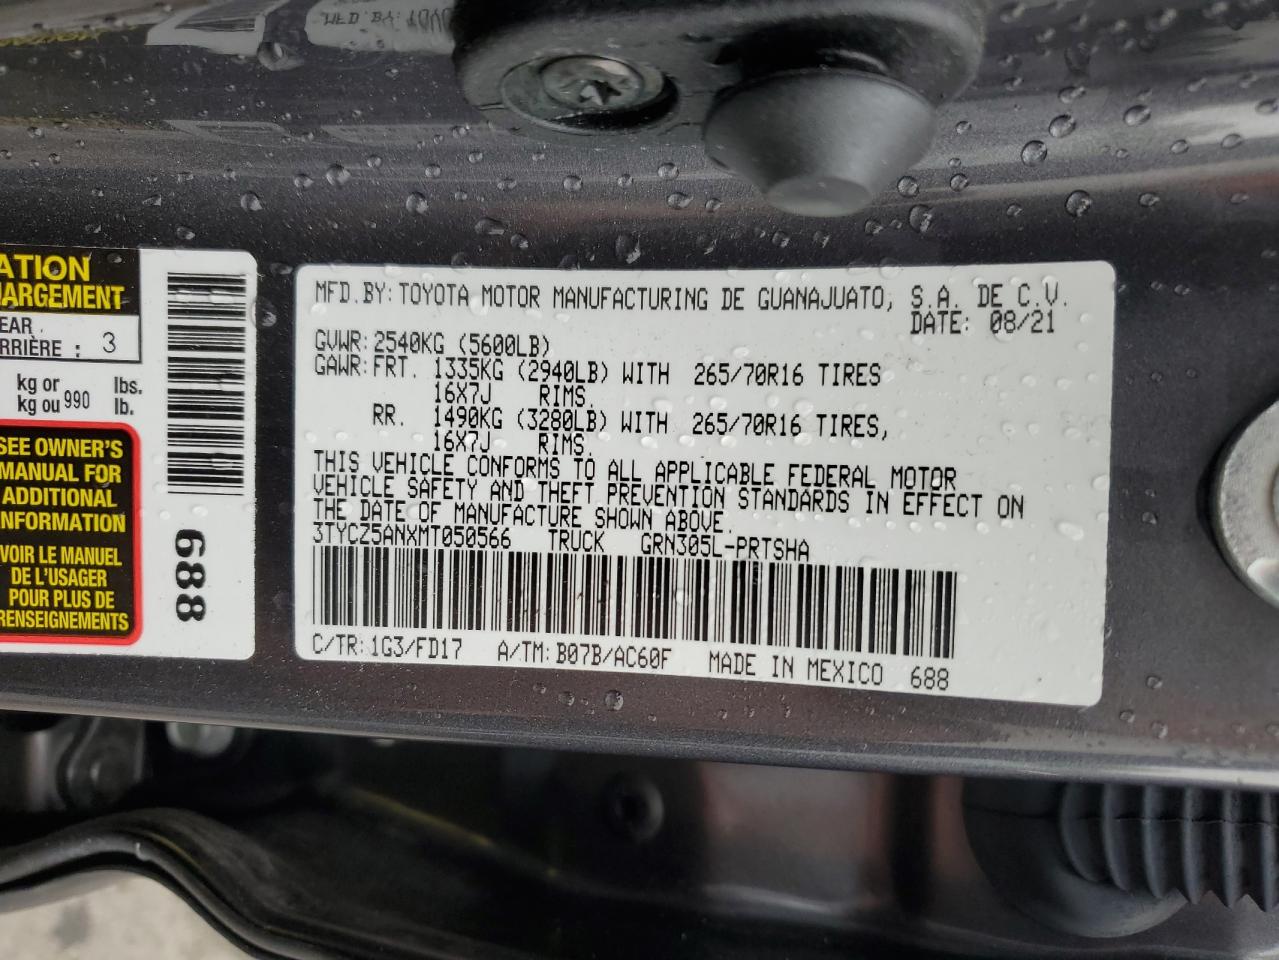 ATION
HARGEMENT
EAR
RRIÈRE : 3
kg or lbs.
kg ou 990 lb.
SEE OWNER'S
MANUAL FOR
ADDITIONAL
INFORMATION
VOIR LE MANUEL
DE L'USAGER
POUR PLUS DE
RENSEIGNEMENTS
688
MFD.BY:TOYOTA MOTOR MANUFACTURING DE GUANAJUATO, S.A. DE C.V.
DATE: 08/21
GVWR:2540KG (5600LB)
GAWR:FRT. 1335KG (2940LB) WITH 265/70R16 TIRES
16X7J RIMS.
RR. 1490KG (3280LB) WITH 265/70R16 TIRES,
16X7J RIMS.
THIS VEHICLE CONFORMS TO ALL APPLICABLE FEDERAL MOTOR
VEHICLE SAFETY AND THEFT PREVENTION STANDARDS IN EFFECT ON
THE DATE OF MANUFACTURE SHOWN ABOVE.
3TYCZ5ANXMT050566 TRUCK GRN305L-PRTSHA
C/TR:1G3/FD17 A/TM:B07B/AC60F MADE IN MEXICO 688